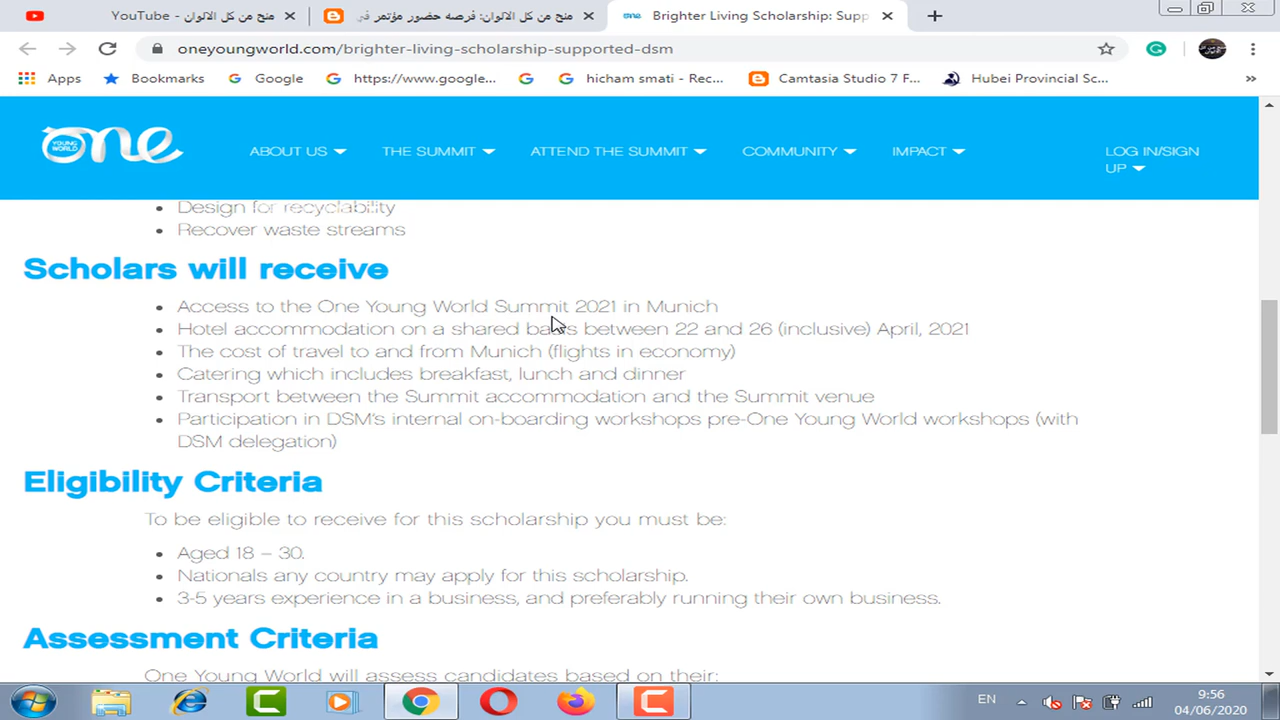 منح من كل الالوان - YouTube
منح من كل الالوان: فرصه حضور مؤتمر في
Brighter Living Scholarship: Supp
oneyoungworld.com/brighter-living-scholarship-supported-dsm
Apps Bookmarks Google https://www.google... hicham smati - Rec... Camtasia Studio 7 F... Hubei Provincial Sc... »
YOUNG WORLD one
ABOUT US THE SUMMIT ATTEND THE SUMMIT COMMUNITY IMPACT LOG IN/SIGN UP
• Design for recyclability
• Recover waste streams
Scholars will receive
• Access to the One Young World Summit 2021 in Munich
• Hotel accommodation on a shared basis between 22 and 26 (inclusive) April, 2021
• The cost of travel to and from Munich (flights in economy)
• Catering which includes breakfast, lunch and dinner
• Transport between the Summit accommodation and the Summit venue
• Participation in DSM's internal on-boarding workshops pre-One Young World workshops (with
DSM delegation)
Eligibility Criteria
To be eligible to receive for this scholarship you must be:
• Aged 18 – 30.
• Nationals any country may apply for this scholarship.
• 3-5 years experience in a business, and preferably running their own business.
Assessment Criteria
One Young World will assess candidates based on their:
EN
9:56
04/06/2020